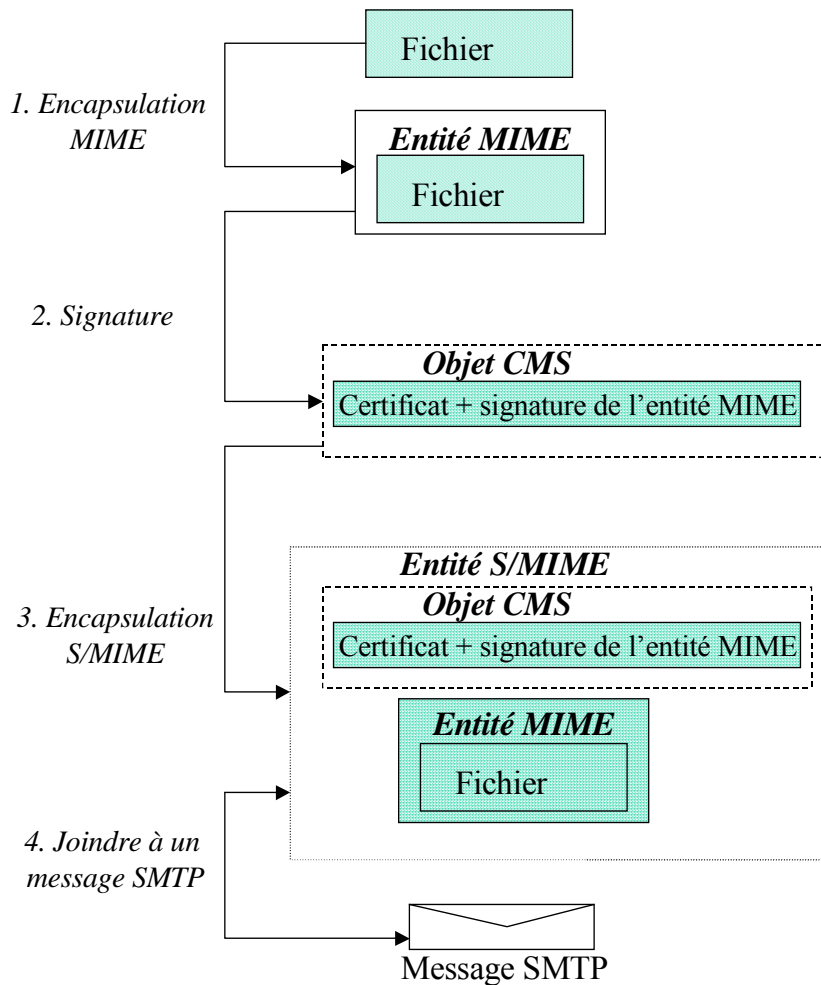 Fichier
1. Encapsulation
MIME
Entité MIME
Fichier
2. Signature
Objet CMS
Certificat + signature de l’entité MIME
Entité S/MIME
Objet CMS
3. Encapsulation
S/MIME
Certificat + signature de l’entité MIME
Entité MIME
Fichier
4. Joindre à un
message SMTP
Message SMTP